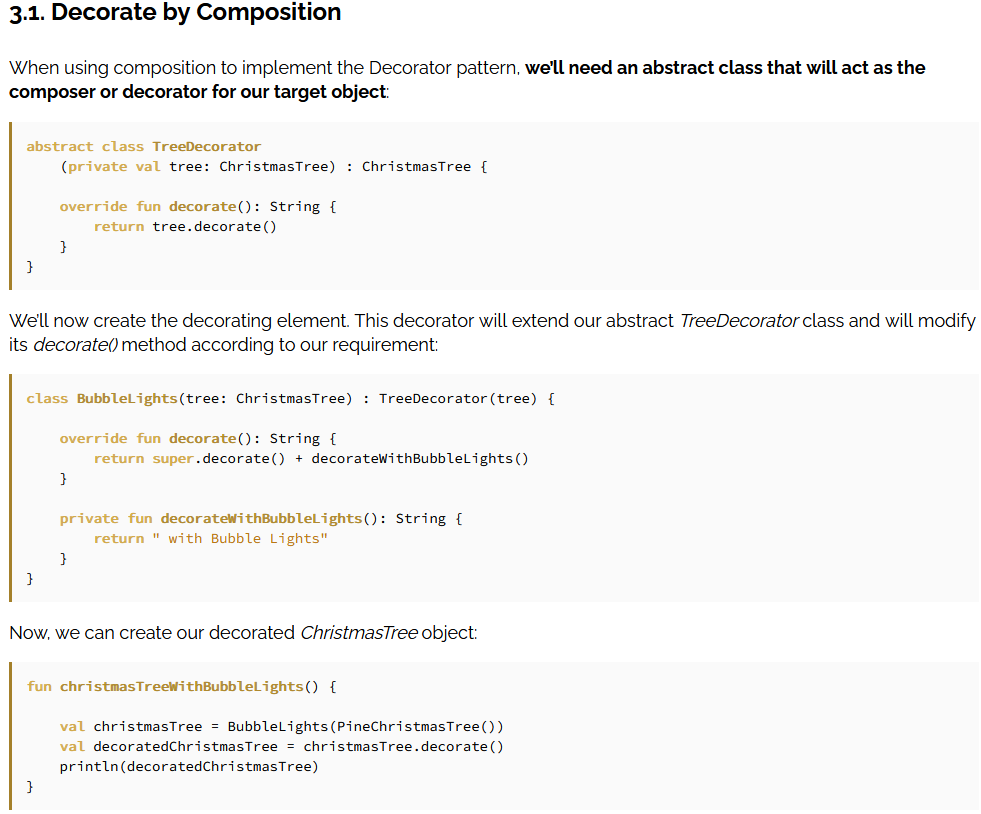 3.1. Decorate by Composition
When using composition to implement the Decorator pattern, we'll need an abstract class that will act as the
composer or decorator for our target object:
abstract class TreeDecorator
    (private val tree: ChristmasTree) : ChristmasTree {
    override fun decorate(): String {
        return tree.decorate()
    }
}
We'll now create the decorating element. This decorator will extend our abstract TreeDecorator class and will modify
its decorate() method according to our requirement:
class BubbleLights(tree: ChristmasTree) : TreeDecorator(tree) {
    override fun decorate(): String {
        return super.decorate() + decorateWithBubbleLights()
    }
    private fun decorateWithBubbleLights(): String {
        return " with Bubble Lights"
    }
}
Now, we can create our decorated ChristmasTree object:
fun christmasTreeWithBubbleLights() {
    val christmasTree = BubbleLights(PineChristmasTree())
    val decoratedChristmasTree = christmasTree.decorate()
    println(decoratedChristmasTree)
}